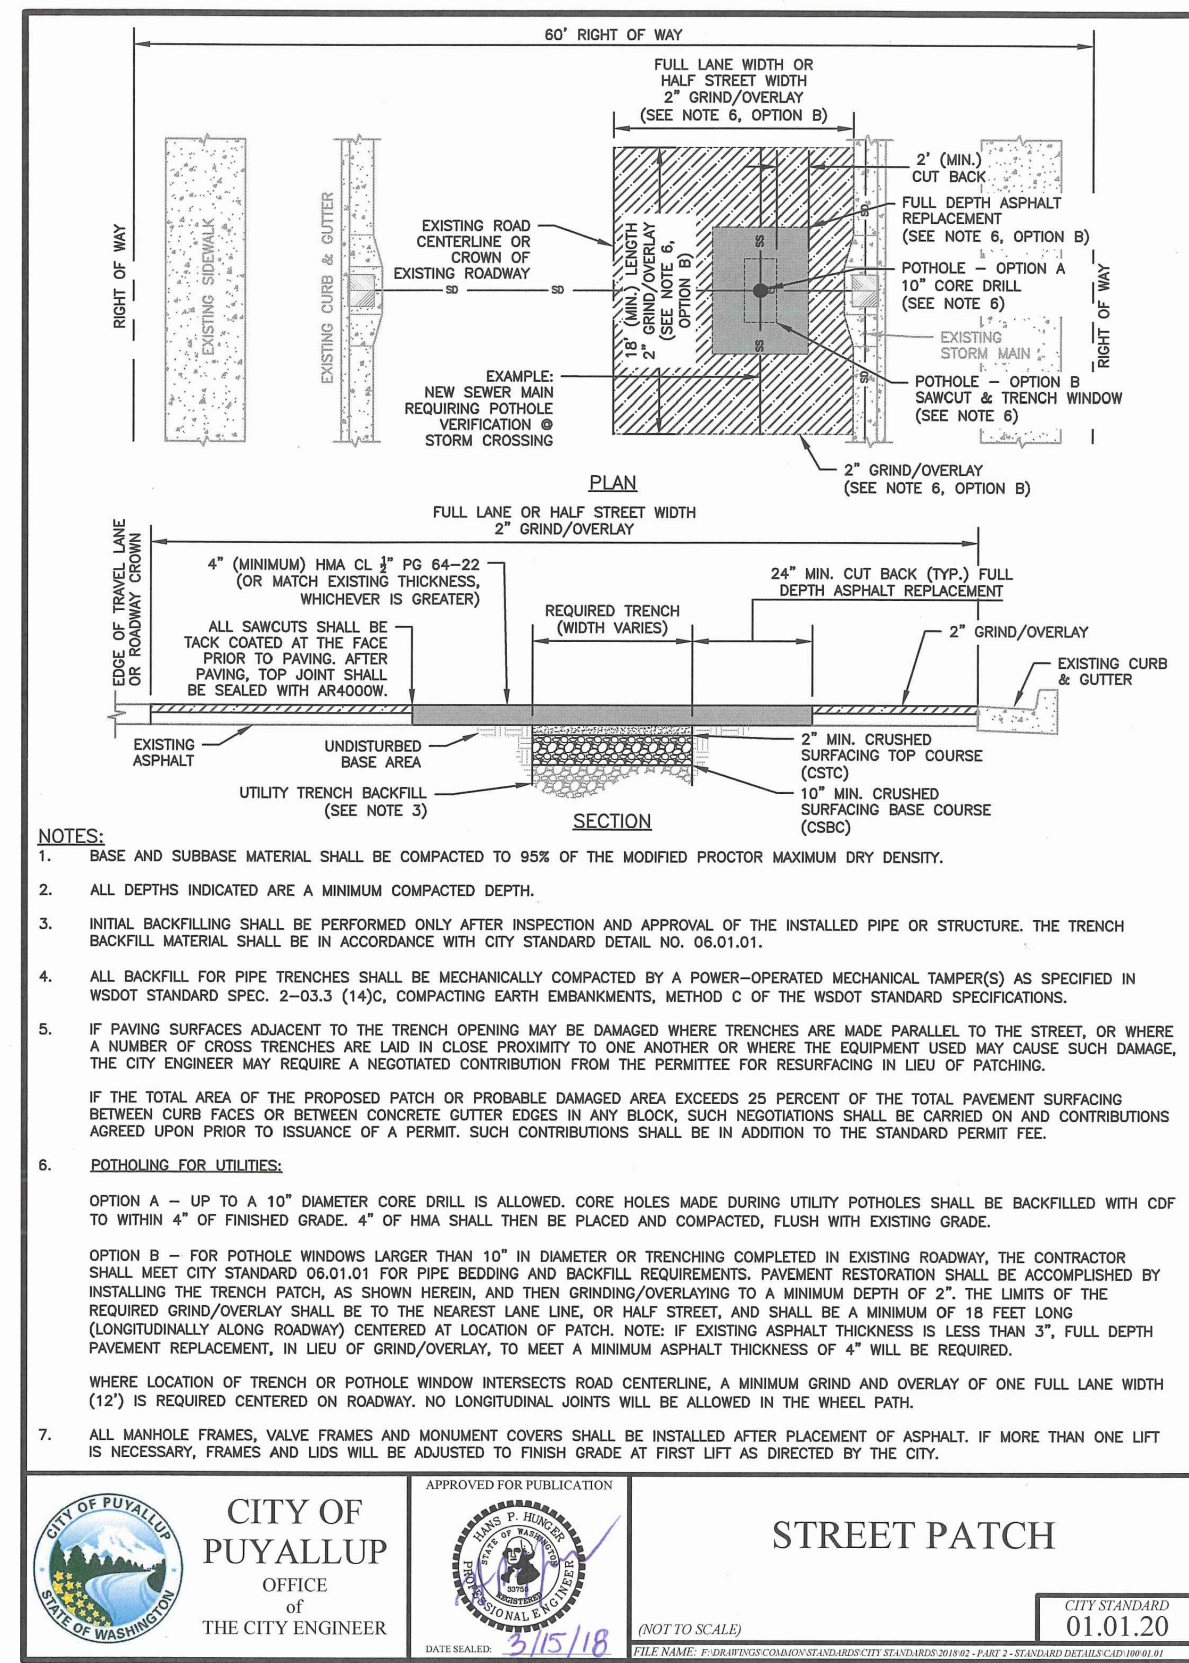 60' RIGHT OF WAY
FULL LANE WIDTH OR
HALF STREET WIDTH
2" GRIND/OVERLAY
(SEE NOTE 6, OPTION B)
2' (MIN.)
CUT BACK
FULL DEPTH ASPHALT
REPLACEMENT
(SEE NOTE 6, OPTION B)
POTHOLE – OPTION A
10" CORE DRILL
(SEE NOTE 6)
EXISTING
STORM MAIN
POTHOLE – OPTION B
SAWCUT & TRENCH WINDOW
(SEE NOTE 6)
RIGHT OF WAY
EXISTING SIDEWALK
EXISTING CURB & GUTTER
EXISTING ROAD
CENTERLINE OR
CROWN OF
EXISTING ROADWAY
SD
SD
SD
SD
SS
SS
18' (MIN.) LENGTH
2" GRIND/OVERLAY
(SEE NOTE 6,
OPTION B)
EXAMPLE:
NEW SEWER MAIN
REQUIRING POTHOLE
VERIFICATION @
STORM CROSSING
RIGHT OF WAY
2" GRIND/OVERLAY
(SEE NOTE 6, OPTION B)
PLAN
FULL LANE OR HALF STREET WIDTH
2" GRIND/OVERLAY
EDGE OF TRAVEL LANE
OR ROADWAY CROWN
4" (MINIMUM) HMA CL ½" PG 64–22
(OR MATCH EXISTING THICKNESS,
WHICHEVER IS GREATER)
ALL SAWCUTS SHALL BE
TACK COATED AT THE FACE
PRIOR TO PAVING. AFTER
PAVING, TOP JOINT SHALL
BE SEALED WITH AR4000W.
REQUIRED TRENCH
(WIDTH VARIES)
24" MIN. CUT BACK (TYP.) FULL
DEPTH ASPHALT REPLACEMENT
2" GRIND/OVERLAY
EXISTING CURB
& GUTTER
EXISTING
ASPHALT
UNDISTURBED
BASE AREA
UTILITY TRENCH BACKFILL
(SEE NOTE 3)
2" MIN. CRUSHED
SURFACING TOP COURSE
(CSTC)
10" MIN. CRUSHED
SURFACING BASE COURSE
(CSBC)
SECTION
NOTES:
1. BASE AND SUBBASE MATERIAL SHALL BE COMPACTED TO 95% OF THE MODIFIED PROCTOR MAXIMUM DRY DENSITY.
2. ALL DEPTHS INDICATED ARE A MINIMUM COMPACTED DEPTH.
3. INITIAL BACKFILLING SHALL BE PERFORMED ONLY AFTER INSPECTION AND APPROVAL OF THE INSTALLED PIPE OR STRUCTURE. THE TRENCH
BACKFILL MATERIAL SHALL BE IN ACCORDANCE WITH CITY STANDARD DETAIL NO. 06.01.01.
4. ALL BACKFILL FOR PIPE TRENCHES SHALL BE MECHANICALLY COMPACTED BY A POWER–OPERATED MECHANICAL TAMPER(S) AS SPECIFIED IN
WSDOT STANDARD SPEC. 2–03.3 (14)C, COMPACTING EARTH EMBANKMENTS, METHOD C OF THE WSDOT STANDARD SPECIFICATIONS.
5. IF PAVING SURFACES ADJACENT TO THE TRENCH OPENING MAY BE DAMAGED WHERE TRENCHES ARE MADE PARALLEL TO THE STREET, OR WHERE
A NUMBER OF CROSS TRENCHES ARE LAID IN CLOSE PROXIMITY TO ONE ANOTHER OR WHERE THE EQUIPMENT USED MAY CAUSE SUCH DAMAGE,
THE CITY ENGINEER MAY REQUIRE A NEGOTIATED CONTRIBUTION FROM THE PERMITTEE FOR RESURFACING IN LIEU OF PATCHING.
IF THE TOTAL AREA OF THE PROPOSED PATCH OR PROBABLE DAMAGED AREA EXCEEDS 25 PERCENT OF THE TOTAL PAVEMENT SURFACING
BETWEEN CURB FACES OR BETWEEN CONCRETE GUTTER EDGES IN ANY BLOCK, SUCH NEGOTIATIONS SHALL BE CARRIED ON AND CONTRIBUTIONS
AGREED UPON PRIOR TO ISSUANCE OF A PERMIT. SUCH CONTRIBUTIONS SHALL BE IN ADDITION TO THE STANDARD PERMIT FEE.
6. POTHOLING FOR UTILITIES:
OPTION A – UP TO A 10" DIAMETER CORE DRILL IS ALLOWED. CORE HOLES MADE DURING UTILITY POTHOLES SHALL BE BACKFILLED WITH CDF
TO WITHIN 4" OF FINISHED GRADE. 4" OF HMA SHALL THEN BE PLACED AND COMPACTED, FLUSH WITH EXISTING GRADE.
OPTION B – FOR POTHOLE WINDOWS LARGER THAN 10" IN DIAMETER OR TRENCHING COMPLETED IN EXISTING ROADWAY, THE CONTRACTOR
SHALL MEET CITY STANDARD 06.01.01 FOR PIPE BEDDING AND BACKFILL REQUIREMENTS. PAVEMENT RESTORATION SHALL BE ACCOMPLISHED BY
INSTALLING THE TRENCH PATCH, AS SHOWN HEREIN, AND THEN GRINDING/OVERLAYING TO A MINIMUM DEPTH OF 2". THE LIMITS OF THE
REQUIRED GRIND/OVERLAY SHALL BE TO THE NEAREST LANE LINE, OR HALF STREET, AND SHALL BE A MINIMUM OF 18 FEET LONG
(LONGITUDINALLY ALONG ROADWAY) CENTERED AT LOCATION OF PATCH. NOTE: IF EXISTING ASPHALT THICKNESS IS LESS THAN 3", FULL DEPTH
PAVEMENT REPLACEMENT, IN LIEU OF GRIND/OVERLAY, TO MEET A MINIMUM ASPHALT THICKNESS OF 4" WILL BE REQUIRED.
WHERE LOCATION OF TRENCH OR POTHOLE WINDOW INTERSECTS ROAD CENTERLINE, A MINIMUM GRIND AND OVERLAY OF ONE FULL LANE WIDTH
(12') IS REQUIRED CENTERED ON ROADWAY. NO LONGITUDINAL JOINTS WILL BE ALLOWED IN THE WHEEL PATH.
7. ALL MANHOLE FRAMES, VALVE FRAMES AND MONUMENT COVERS SHALL BE INSTALLED AFTER PLACEMENT OF ASPHALT. IF MORE THAN ONE LIFT
IS NECESSARY, FRAMES AND LIDS WILL BE ADJUSTED TO FINISH GRADE AT FIRST LIFT AS DIRECTED BY THE CITY.
CITY OF PUYALLUP
STATE OF WASHINGTON
CITY OF
PUYALLUP
OFFICE
of
THE CITY ENGINEER
APPROVED FOR PUBLICATION
HANS P. HUNGER
STATE OF WASHINGTON
33750
REGISTERED
PROFESSIONAL ENGINEER
DATE SEALED: 3/15/18
STREET PATCH
(NOT TO SCALE)
CITY STANDARD
01.01.20
FILE NAME: F:\DRAWINGS\COMMON\STANDARDS\CITY STANDARDS\2018\02 - PART 2 - STANDARD DETAILS\CAD\100\01.01